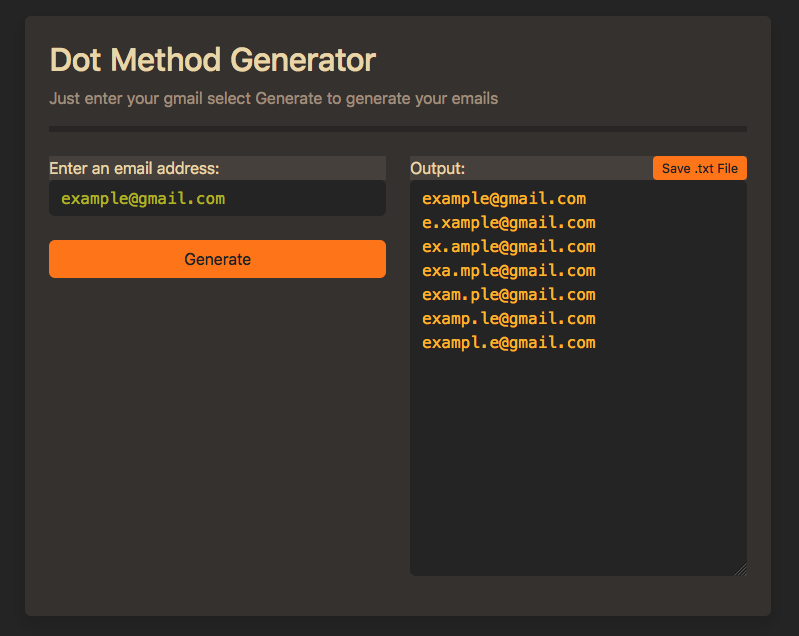 Dot Method Generator
Just enter your gmail select Generate to generate your emails
Enter an email address:
example@gmail.com
Generate
Output:
Save .txt File
example@gmail.com
e.xample@gmail.com
ex.ample@gmail.com
exa.mple@gmail.com
exam.ple@gmail.com
examp.le@gmail.com
exampl.e@gmail.com